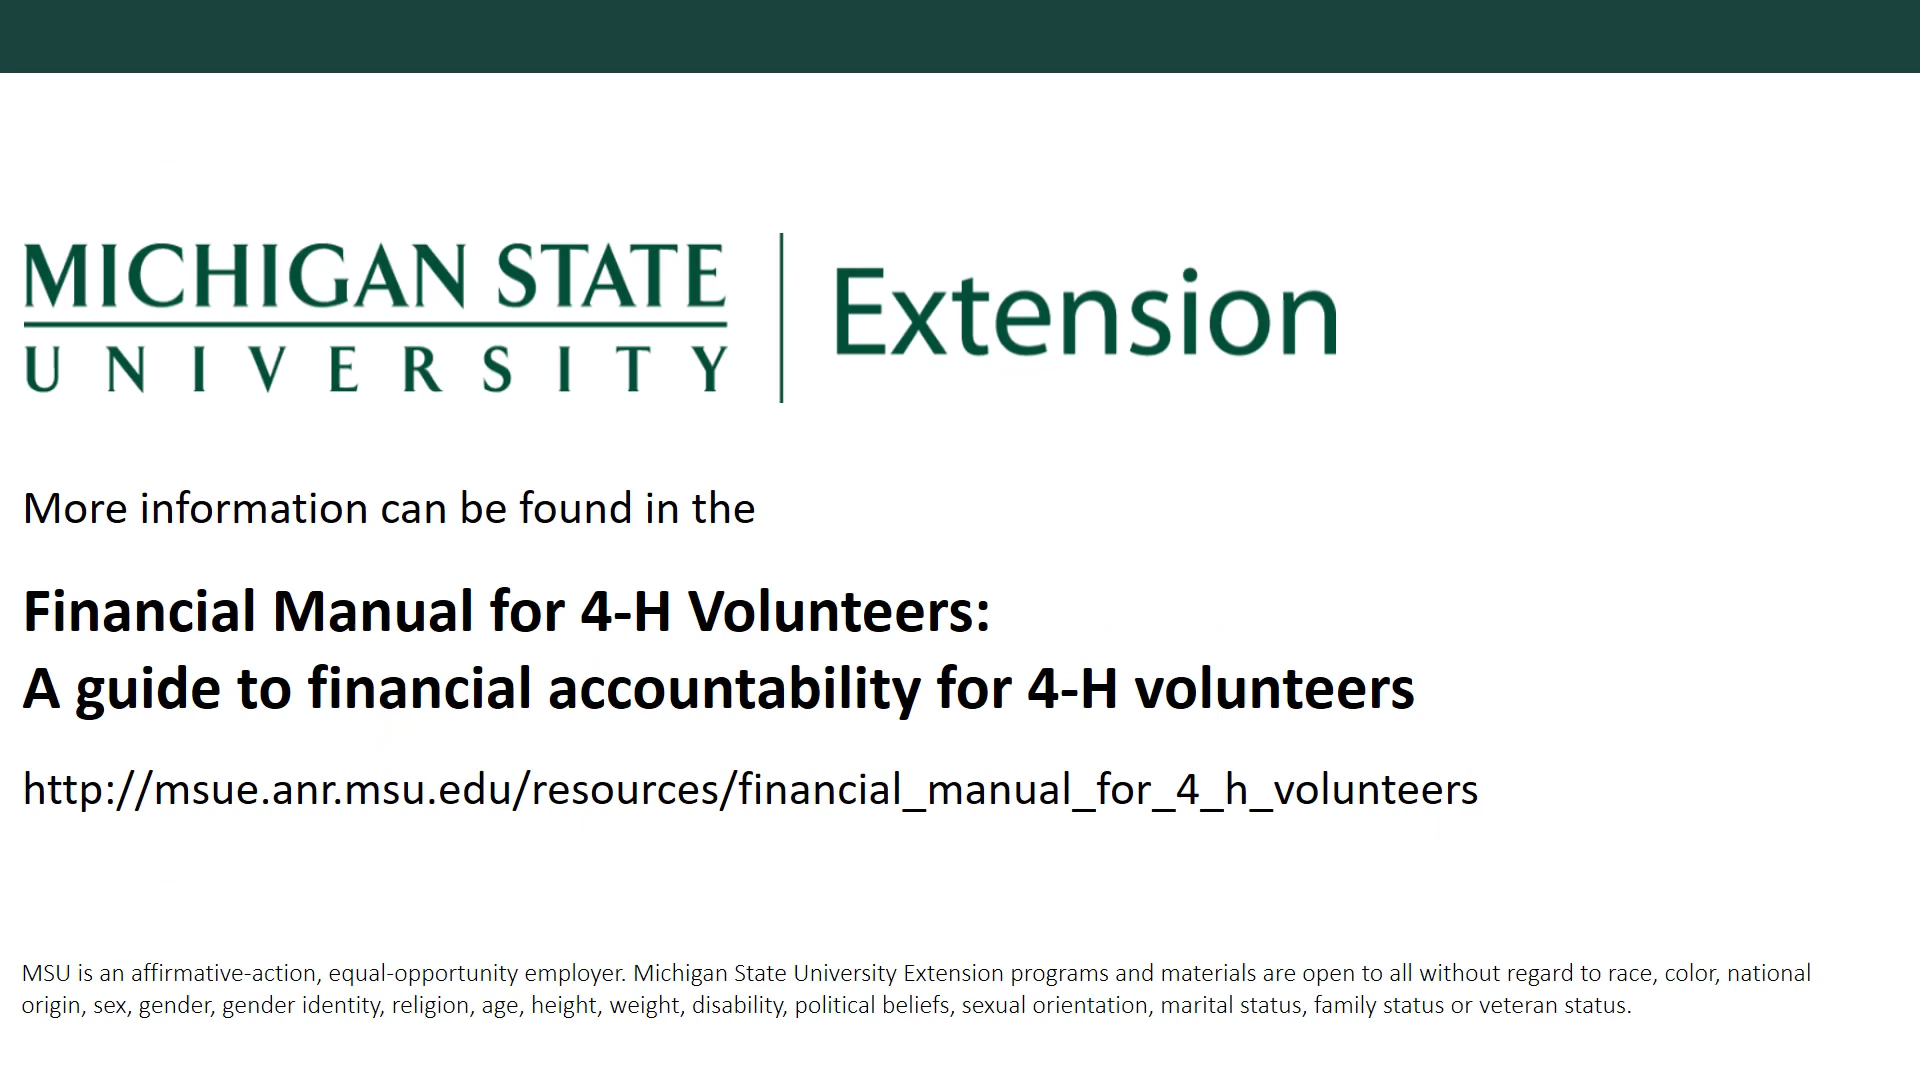 MICHIGAN STATE
UNIVERSITY
Extension
More information can be found in the
Financial Manual for 4-H Volunteers:
A guide to financial accountability for 4-H volunteers
http://msue.anr.msu.edu/resources/financial_manual_for_4_h_volunteers
MSU is an affirmative-action, equal-opportunity employer. Michigan State University Extension programs and materials are open to all without regard to race, color, national
origin, sex, gender, gender identity, religion, age, height, weight, disability, political beliefs, sexual orientation, marital status, family status or veteran status.